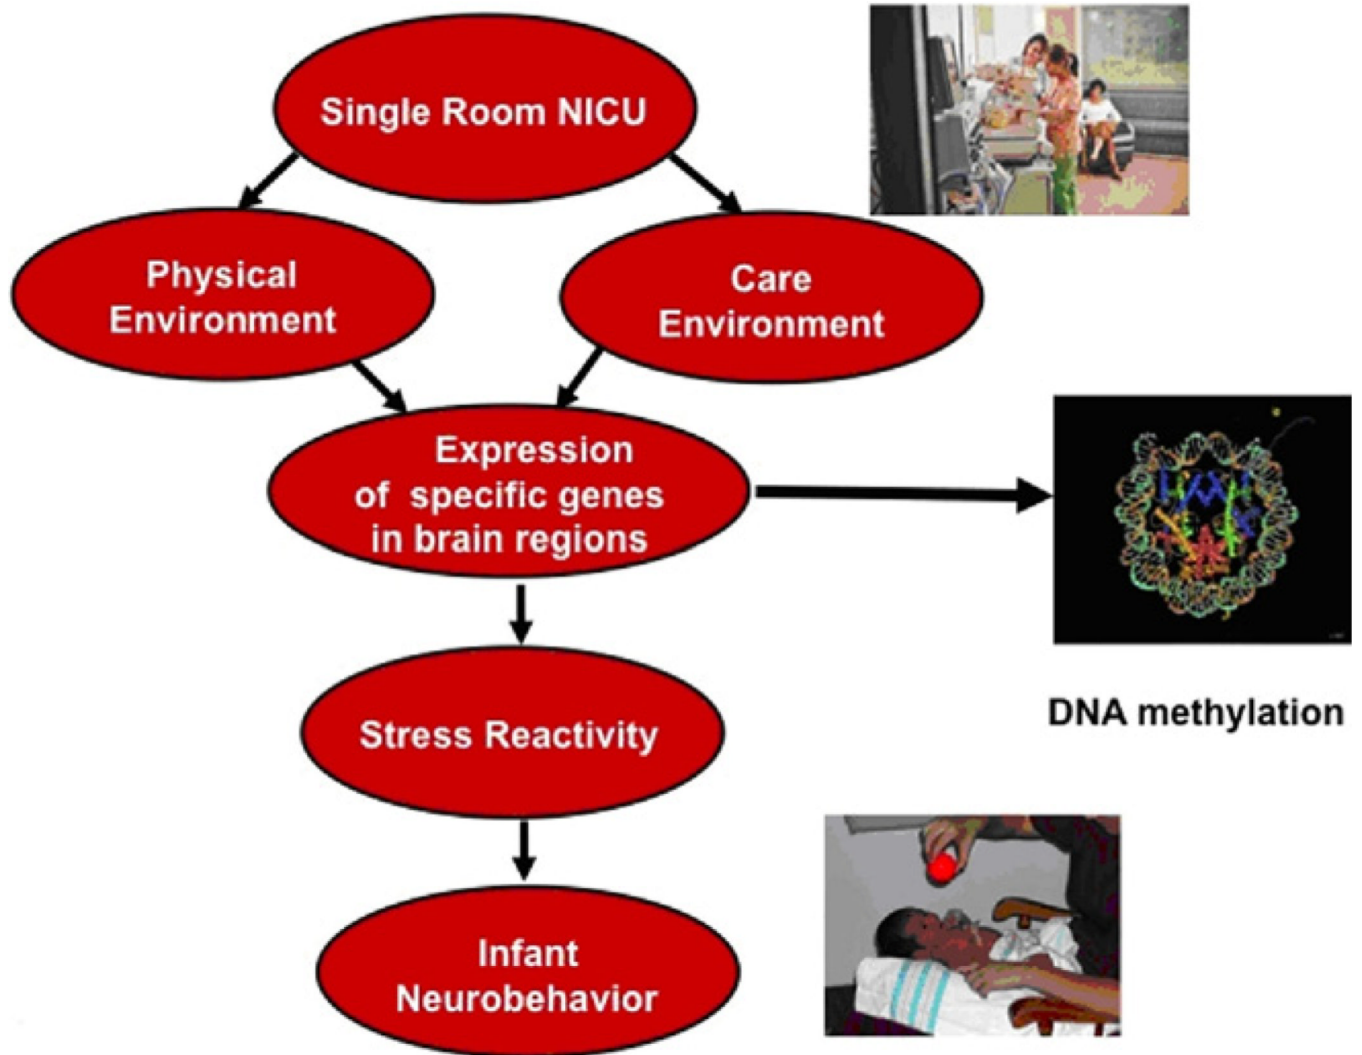 Single Room NICU
Physical
Environment
Care
Environment
Expression
of specific genes
in brain regions
DNA methylation
Stress Reactivity
Infant
Neurobehavior